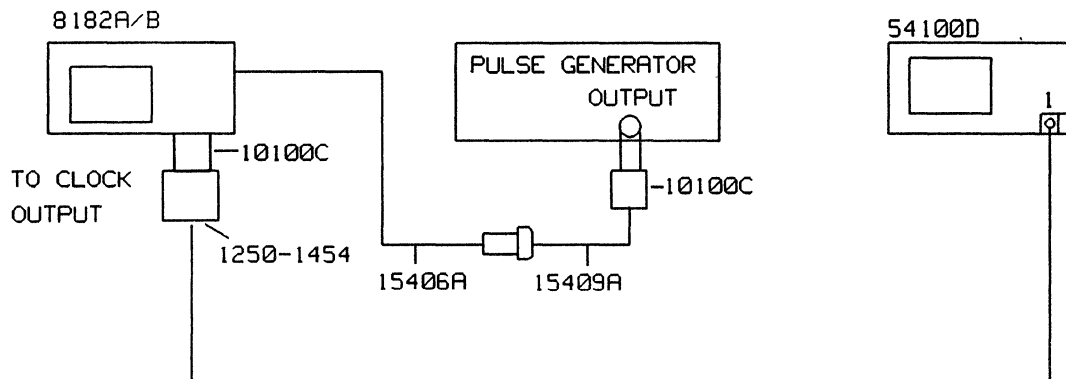 8182A/B
54100D
PULSE GENERATOR
OUTPUT
1
10100C
TO CLOCK
OUTPUT
10100C
1250-1454
15406A
15409A